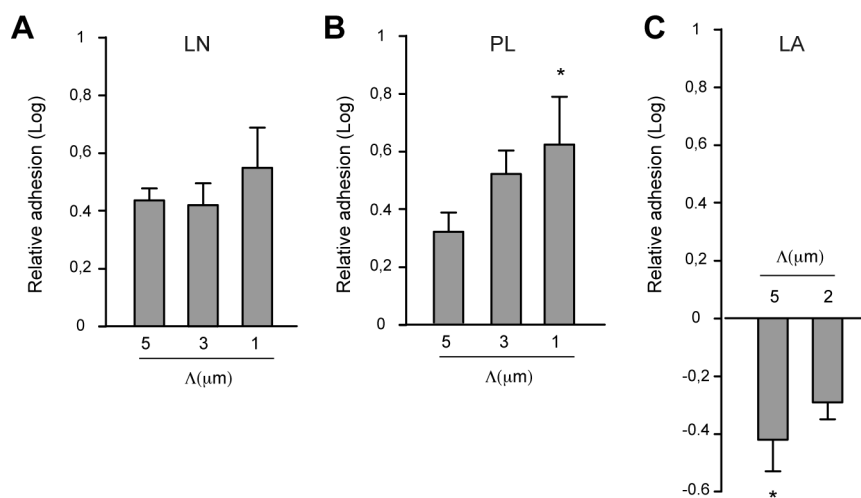 A
LN
Relative adhesion (Log)
1
0,8
0,6
0.4
0,2
0
5 3 1
Λ(μm)
B
PL
Relative adhesion (Log)
1
0,8
0,6
0.4
0,2
0
5 3 1
Λ(μm)
*
C
LA
Relative adhesion (Log)
1
0,8
0,6
0.4
0,2
0
-0,2
-0.4
-0.6
Λ(μm)
5 2
*